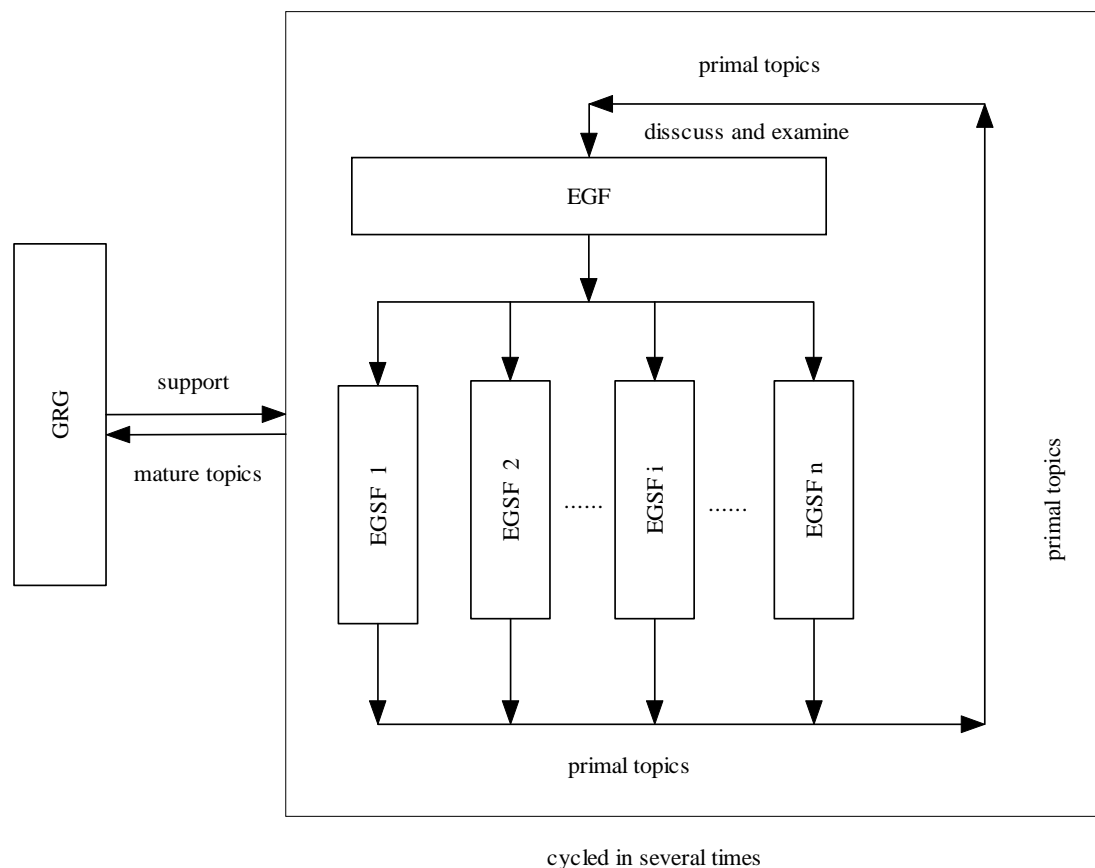 primal topics
disscuss and examine
EGF
GRG
support
mature topics
EGSF 1
EGSF 2
......
EGSF i
......
EGSF n
primal topics
primal topics
cycled in several times